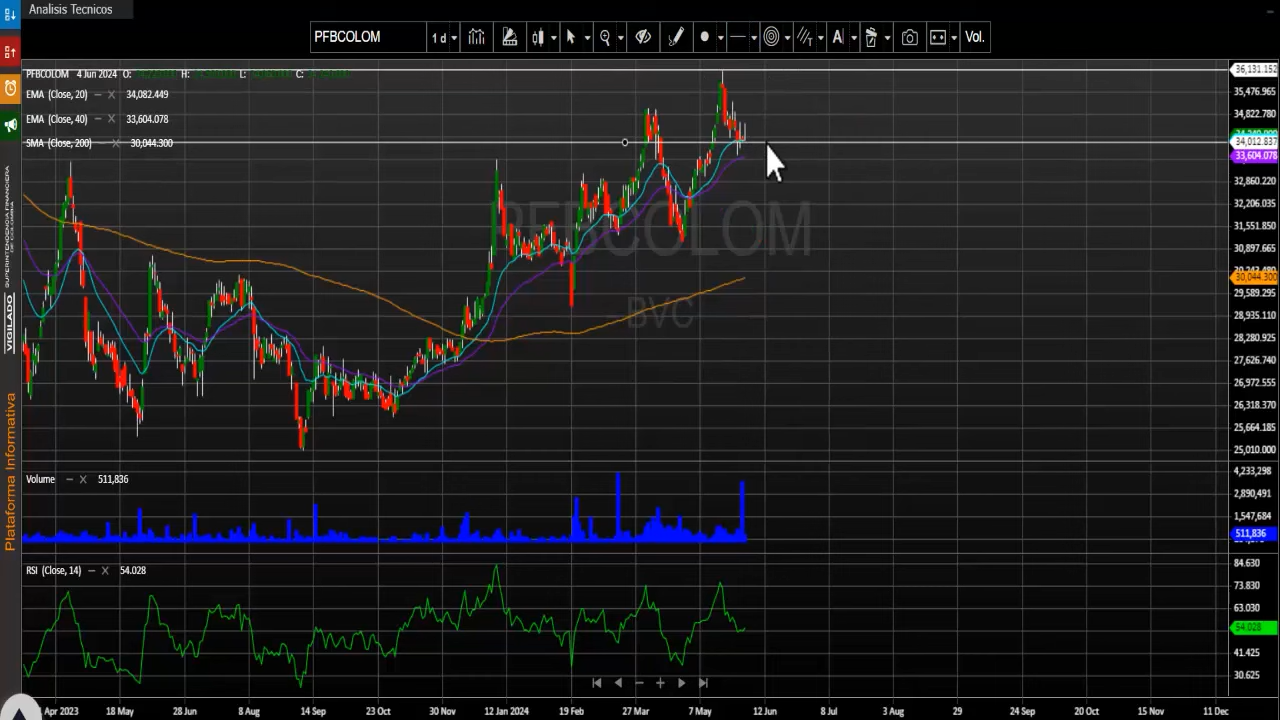 Analisis Tecnicos
PFBCOLOM
1 d
A
T
Vol.
PFBCOLOM 4 Jun 2024 O: H: L: C:
EMA (Close, 20) – X 34,082.449
EMA (Close, 40) – X 33,604.078
SMA (Close, 200) – X 30,044.300
36,131.152
35,476.965
34,822.780
34,012.837
33,604.078
32,860.220
32,206.035
31,551.850
30,897.665
30,044.300
29,589.295
28,935.110
28,280.925
27,626.740
26,972.555
26,318.370
25,664.185
25,010.000
PFBCOLOM
BVC
Volume – X 511,836
4,233,298
2,890,491
1,547,684
511,836
RSI (Close, 14) – X 54.028
84.630
73.830
63.030
54.028
41.425
30.625
Apr 2023 18 May 28 Jun 8 Aug 14 Sep 23 Oct 30 Nov 12 Jan 2024 19 Feb 27 Mar 7 May 12 Jun 8 Jul 3 Aug 29 24 Sep 20 Oct 15 Nov 11 Dec
VIGILADO SUPERINTENDENCIA FINANCIERA DE COLOMBIA
Plataforma Informativa